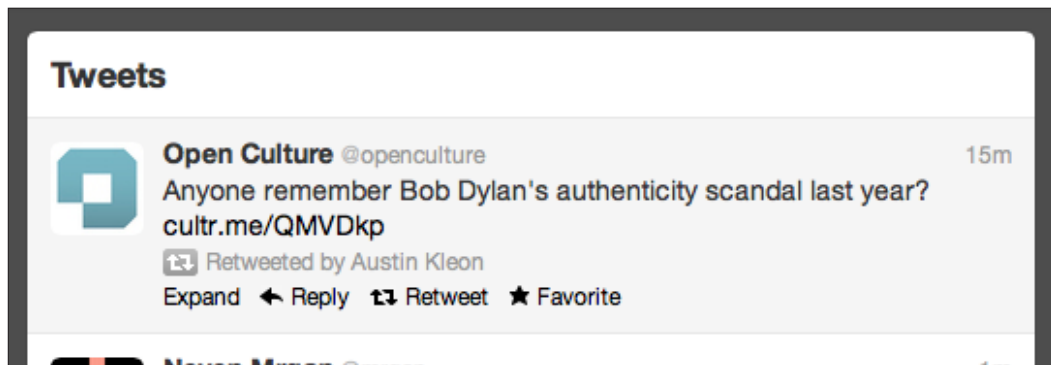 Tweets
Open Culture @openculture 15m
Anyone remember Bob Dylan's authenticity scandal last year?
cultr.me/QMVDkp
Retweeted by Austin Kleon
Expand Reply Retweet Favorite